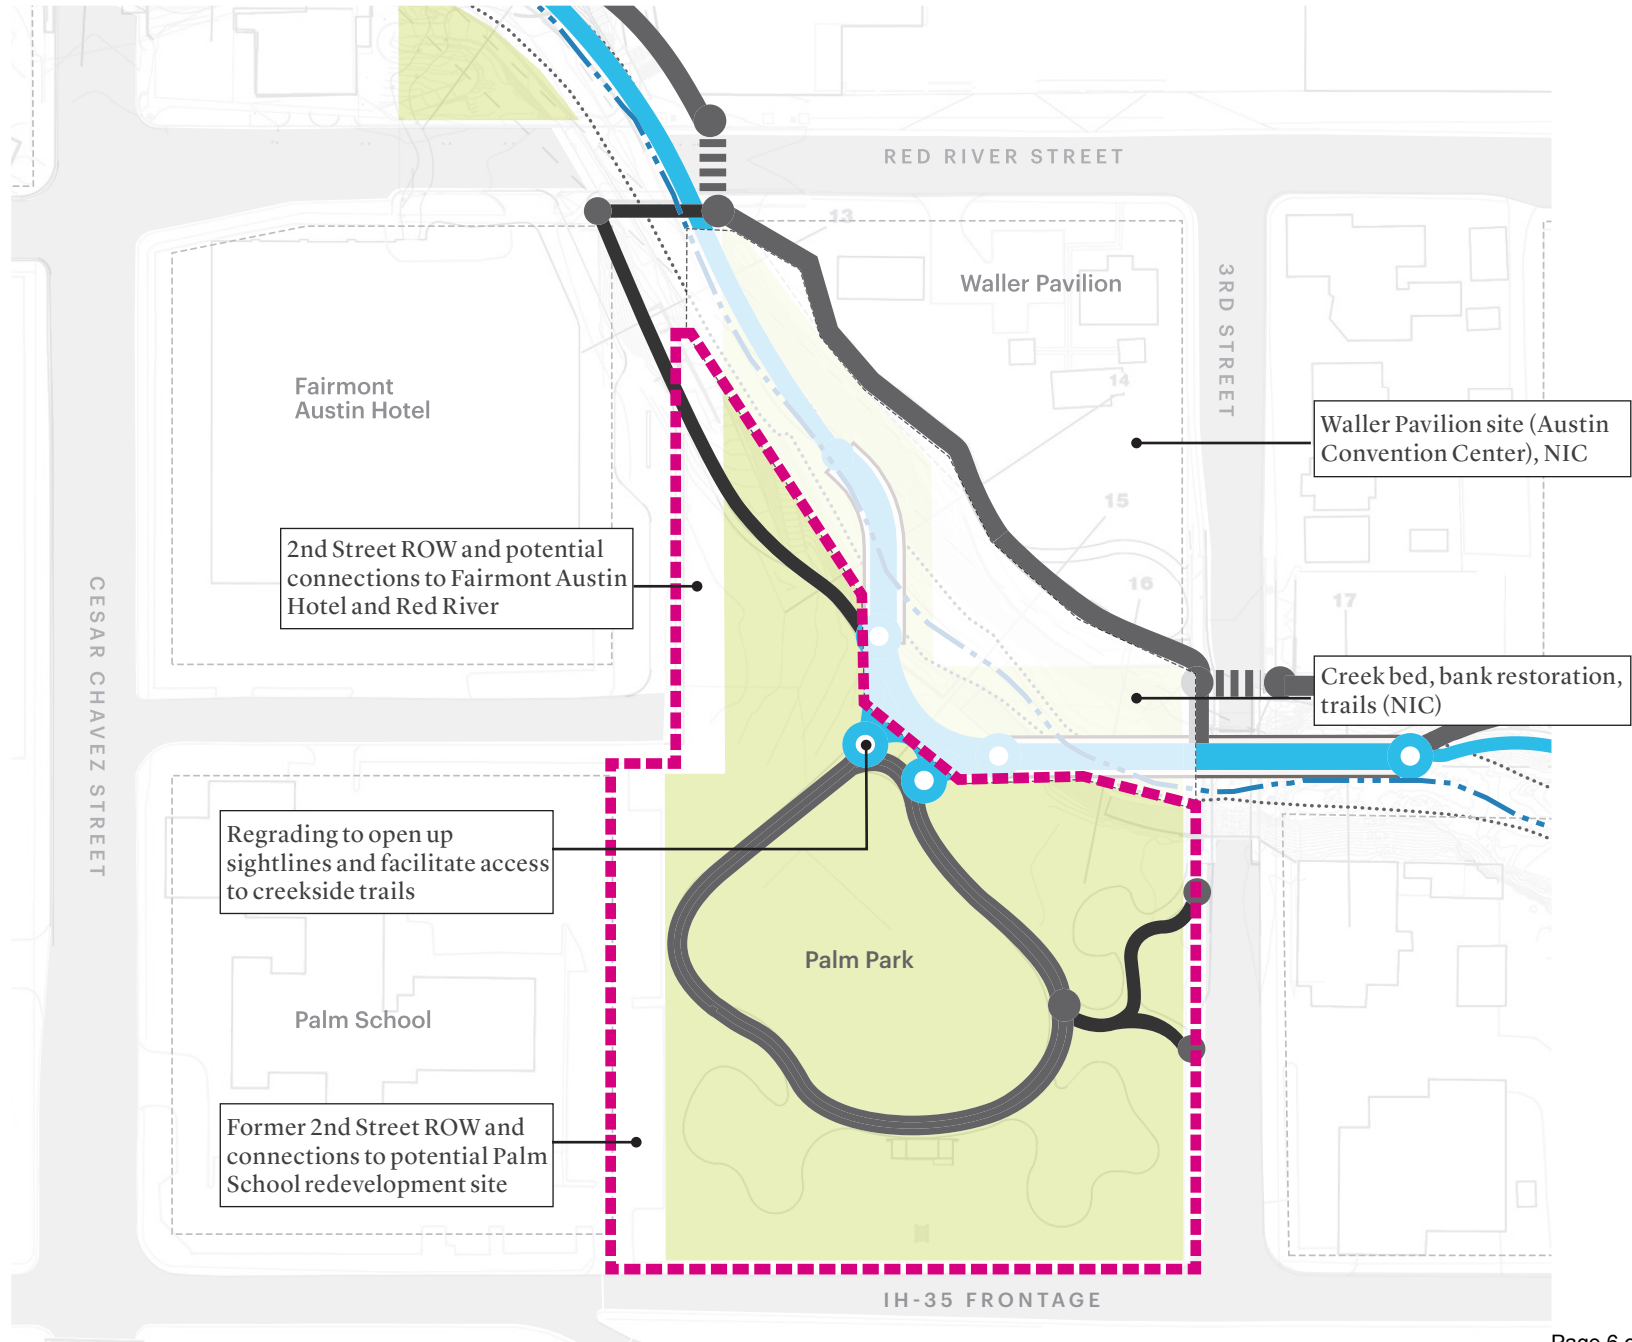 RED RIVER STREET
13
Waller Pavilion
3RD STREET
Fairmont
Austin Hotel
14
Waller Pavilion site (Austin
Convention Center), NIC
15
2nd Street ROW and potential
connections to Fairmont Austin
Hotel and Red River
16
17
CESAR CHAVEZ STREET
Creek bed, bank restoration,
trails (NIC)
Regrading to open up
sightlines and facilitate access
to creekside trails
Palm Park
Palm School
Former 2nd Street ROW and
connections to potential Palm
School redevelopment site
IH-35 FRONTAGE
Page 6